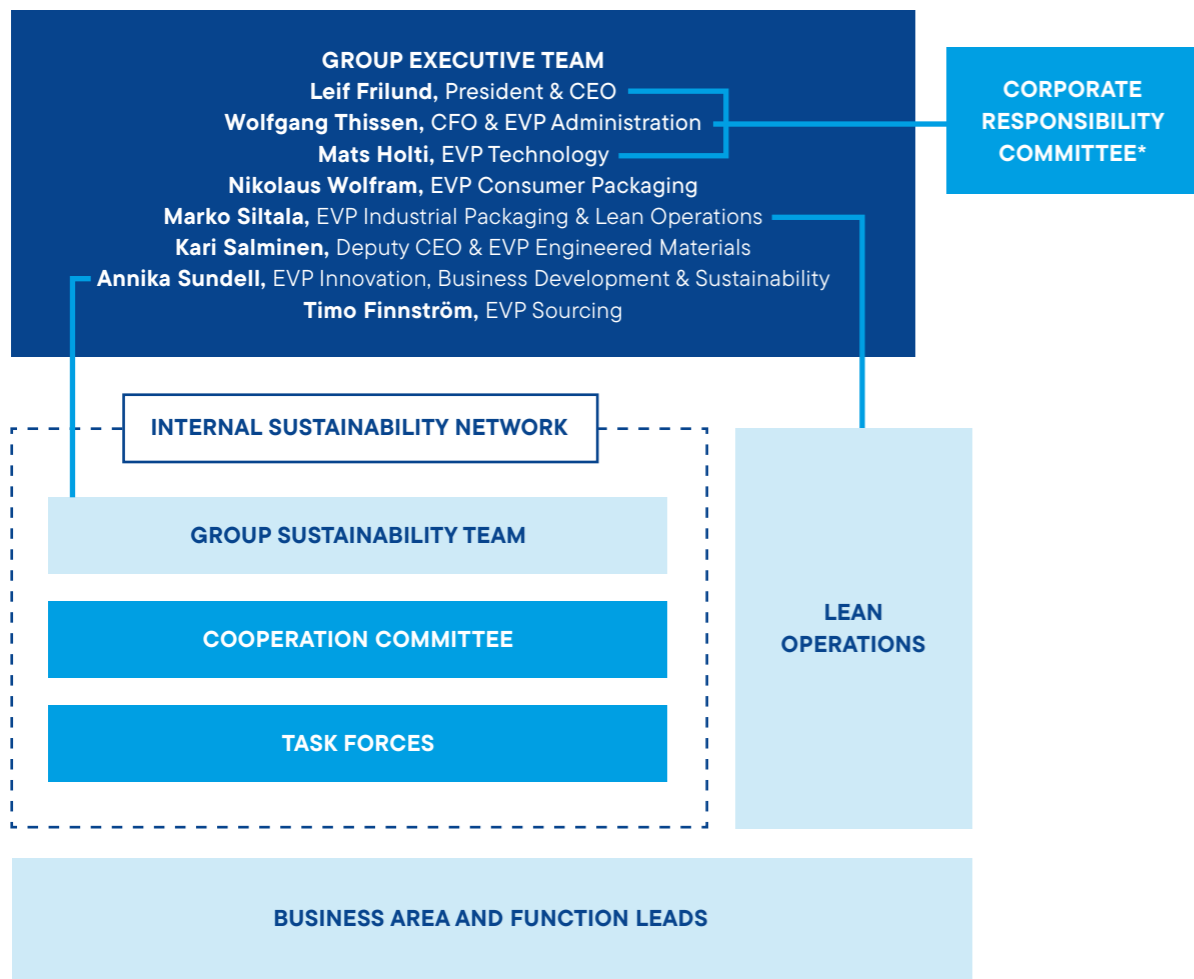 GROUP EXECUTIVE TEAM
Leif Frilund, President & CEO
Wolfgang Thissen, CFO & EVP Administration
Mats Holti, EVP Technology
Nikolaus Wolfram, EVP Consumer Packaging
Marko Siltala, EVP Industrial Packaging & Lean Operations
Kari Salminen, Deputy CEO & EVP Engineered Materials
Annika Sundell, EVP Innovation, Business Development & Sustainability
Timo Finnström, EVP Sourcing
CORPORATE
RESPONSIBILITY
COMMITTEE*
INTERNAL SUSTAINABILITY NETWORK
GROUP SUSTAINABILITY TEAM
COOPERATION COMMITTEE
TASK FORCES
LEAN
OPERATIONS
BUSINESS AREA AND FUNCTION LEADS